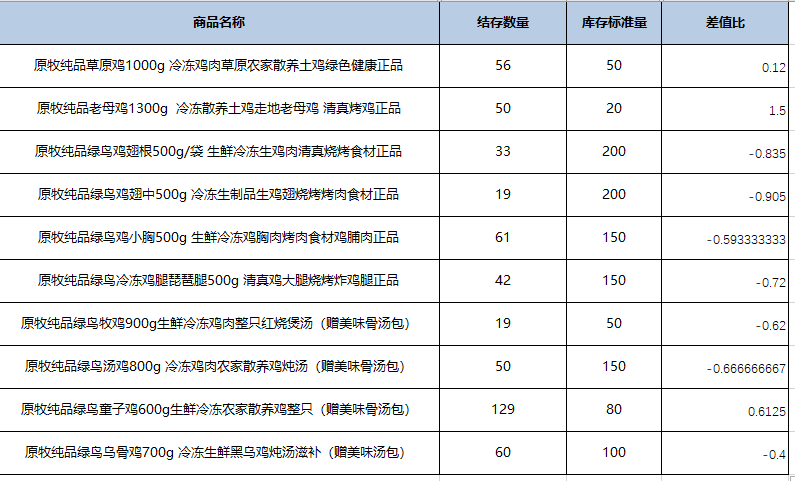 商品名称 结存数量 库存标准量 差值比
原牧纯品草原鸡1000g 冷冻鸡肉草原农家散养土鸡绿色健康正品 56 50 0.12
原牧纯品老母鸡1300g  冷冻散养土鸡走地老母鸡 清真烤鸡正品 50 20 1.5
原牧纯品绿鸟鸡翅根500g/袋 生鲜冷冻生鸡肉清真烧烤食材正品 33 200 -0.835
原牧纯品绿鸟鸡翅中500g 冷冻生制品生鸡翅烧烤烤肉食材正品 19 200 -0.905
原牧纯品绿鸟鸡小胸500g 生鲜冷冻鸡胸肉烤肉食材鸡脯肉正品 61 150 -0.593333333
原牧纯品绿鸟冷冻鸡腿琵琶腿500g 清真鸡大腿烧烤炸鸡腿正品 42 150 -0.72
原牧纯品绿鸟牧鸡900g生鲜冷冻鸡肉整只红烧煲汤（赠美味骨汤包） 19 50 -0.62
原牧纯品绿鸟汤鸡800g 冷冻鸡肉农家散养鸡炖汤（赠美味骨汤包） 50 150 -0.666666667
原牧纯品绿鸟童子鸡600g生鲜冷冻农家散养鸡整只（赠美味骨汤包） 129 80 0.6125
原牧纯品绿鸟乌骨鸡700g 冷冻生鲜黑乌鸡炖汤滋补（赠美味汤包） 60 100 -0.4